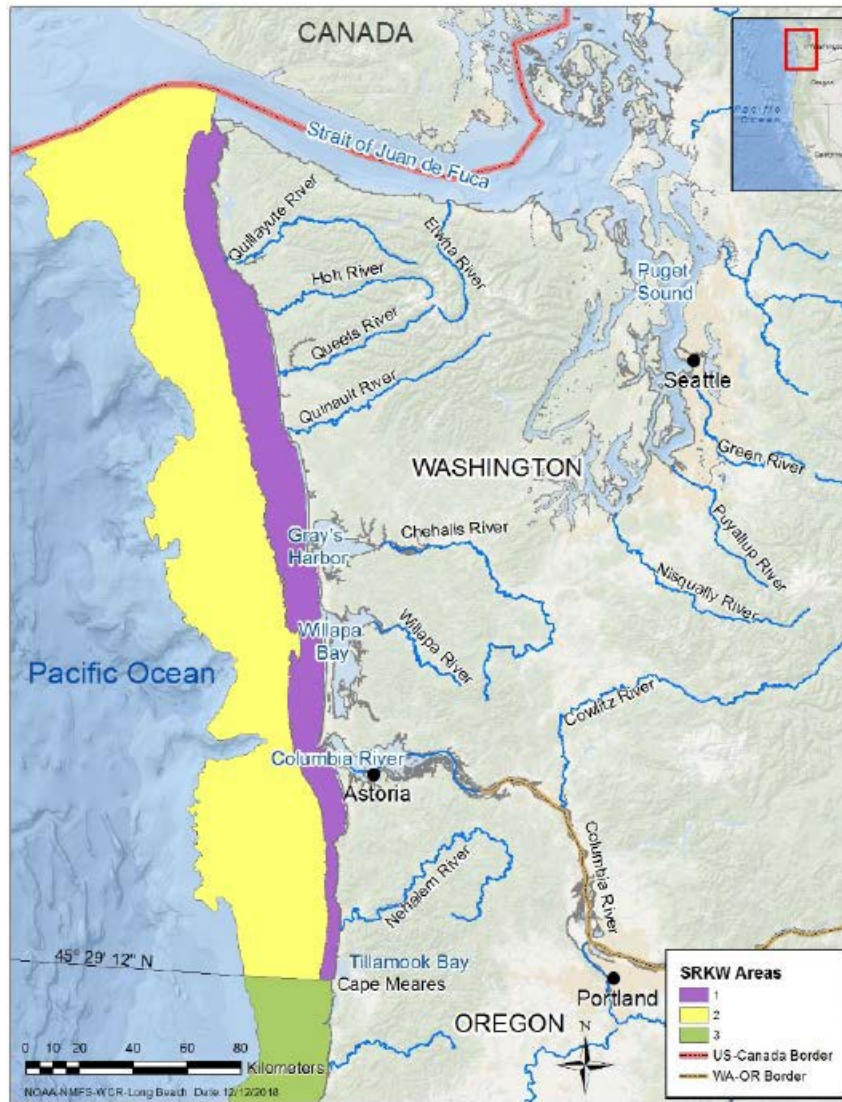 CANADA
Strait of Juan de Fuca
Quillayute River
Hoh River
Elwha River
Queets River
Quinault River
Puget
Sound
Seattle
WASHINGTON
Green River
Puyallup River
Nisqually River
Gray's
Harbor
Chehalis River
Willapa
Bay
Willapa River
Pacific Ocean
Cowlitz River
Columbia River
Astoria
Columbia River
Nehalem River
45° 29' 12" N
Tillamook Bay
Cape Meares
Portland
OREGON
N
0 10 20 40 60 80
Kilometers
NOAA-NMFS-WCR-Long Beach Date: 12/12/2018
SRKW Areas
1
2
3
US-Canada Border
WA-OR Border
Washington
Oregon
Pacific
Ocean